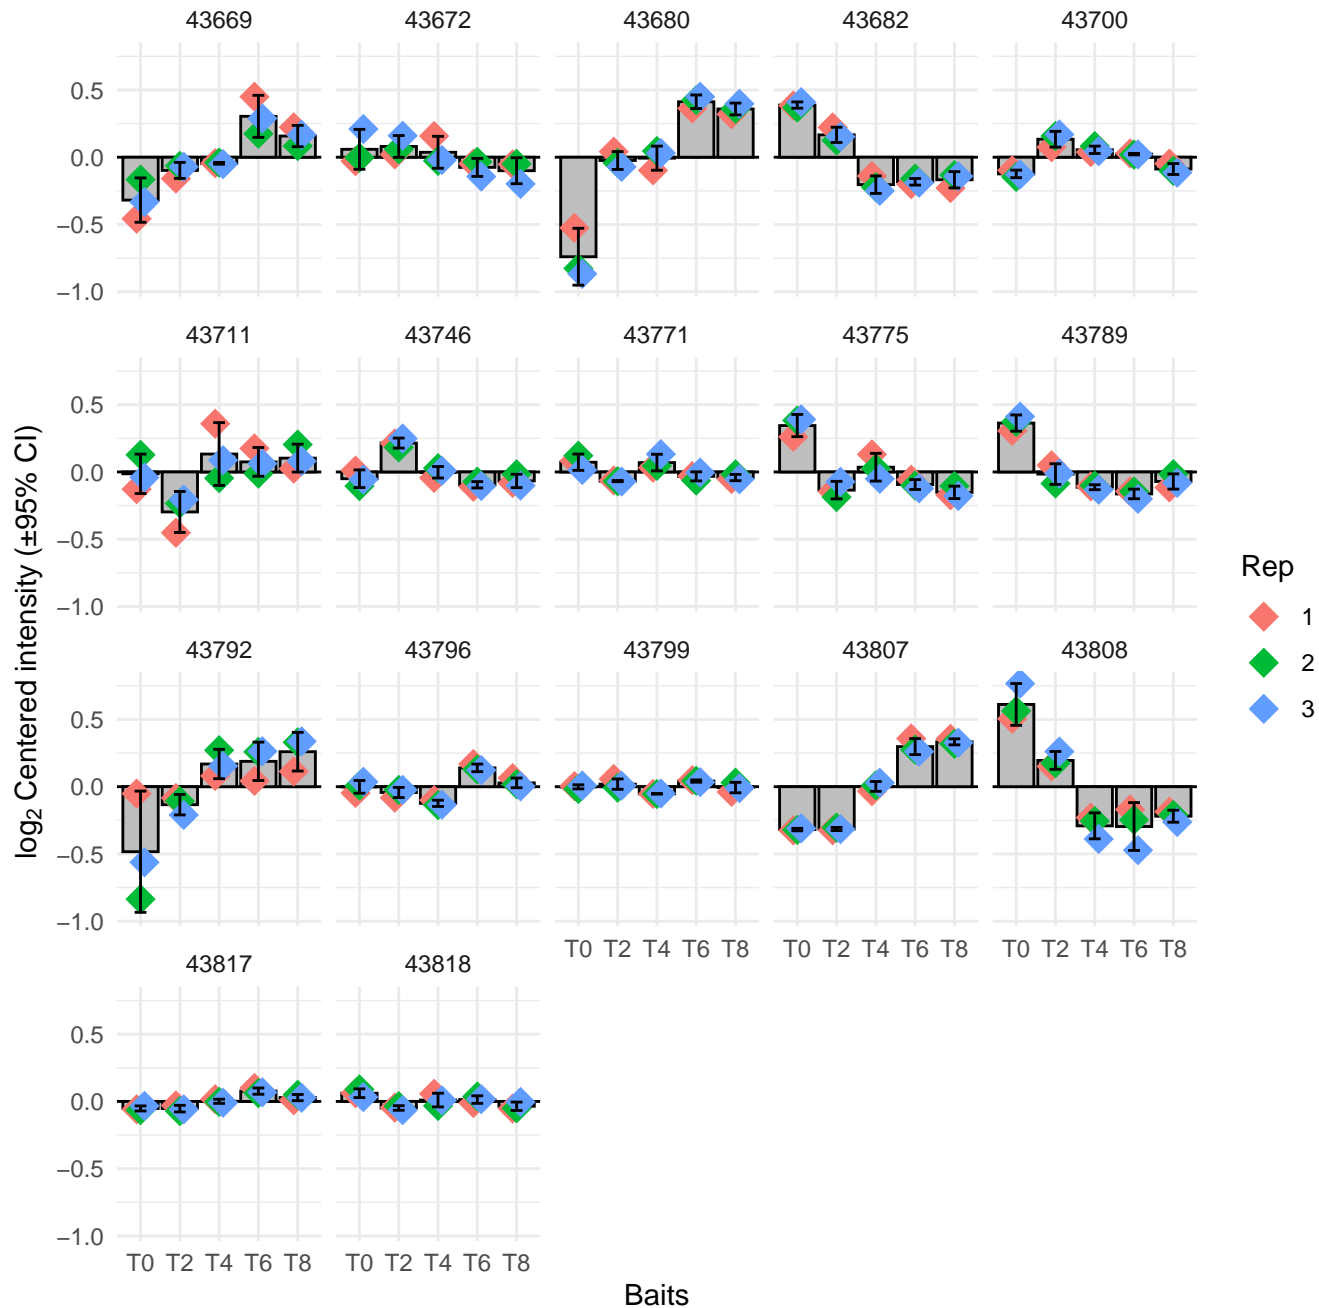 43669 43672 43680 43682 43700
0.5
0.0
−0.5
−1.0
43711 43746 43771 43775 43789
0.5
0.0
−0.5
−1.0
43792 43796 43799 43807 43808
0.5
0.0
−0.5
−1.0
T0 T2 T4 T6 T8 T0 T2 T4 T6 T8 T0 T2 T4 T6 T8
43817 43818
0.5
0.0
−0.5
−1.0
T0 T2 T4 T6 T8 T0 T2 T4 T6 T8
Baits
log₂ Centered intensity (±95% CI)
Rep
1
2
3